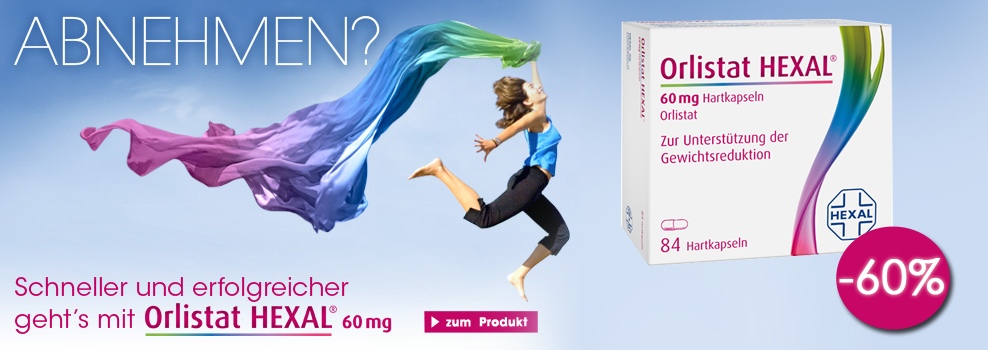 ABNEHMEN?
Orlistat HEXAL®
60 mg Hartkapseln
Orlistat
Zur Unterstützung der
Gewichtsreduktion
HEXAL
84 Hartkapseln
-60%
Schneller und erfolgreicher
geht's mit Orlistat HEXAL® 60 mg
zum Produkt